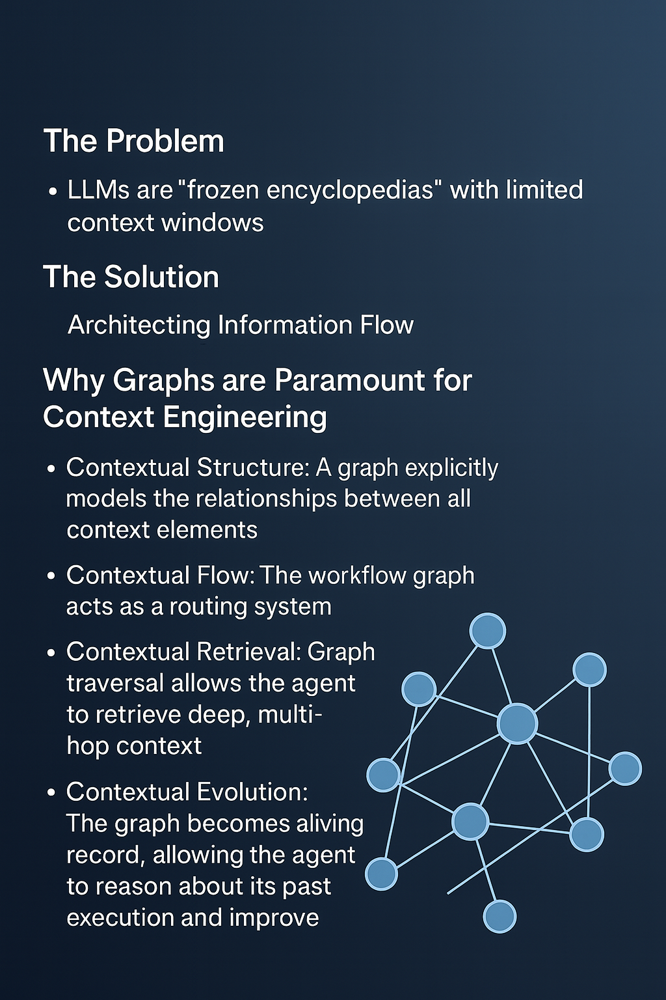 The Problem
• LLMs are "frozen encyclopedias" with limited
context windows
The Solution
Architecting Information Flow
Why Graphs are Paramount for
Context Engineering
• Contextual Structure: A graph explicitly
models the relationships between all
context elements
• Contextual Flow: The workflow graph
acts as a routing system
• Contextual Retrieval: Graph
traversal allows the agent
to retrieve deep, multi-
hop context
• Contextual Evolution:
The graph becomes aliving
record, allowing the agent
to reason about its past
execution and improve